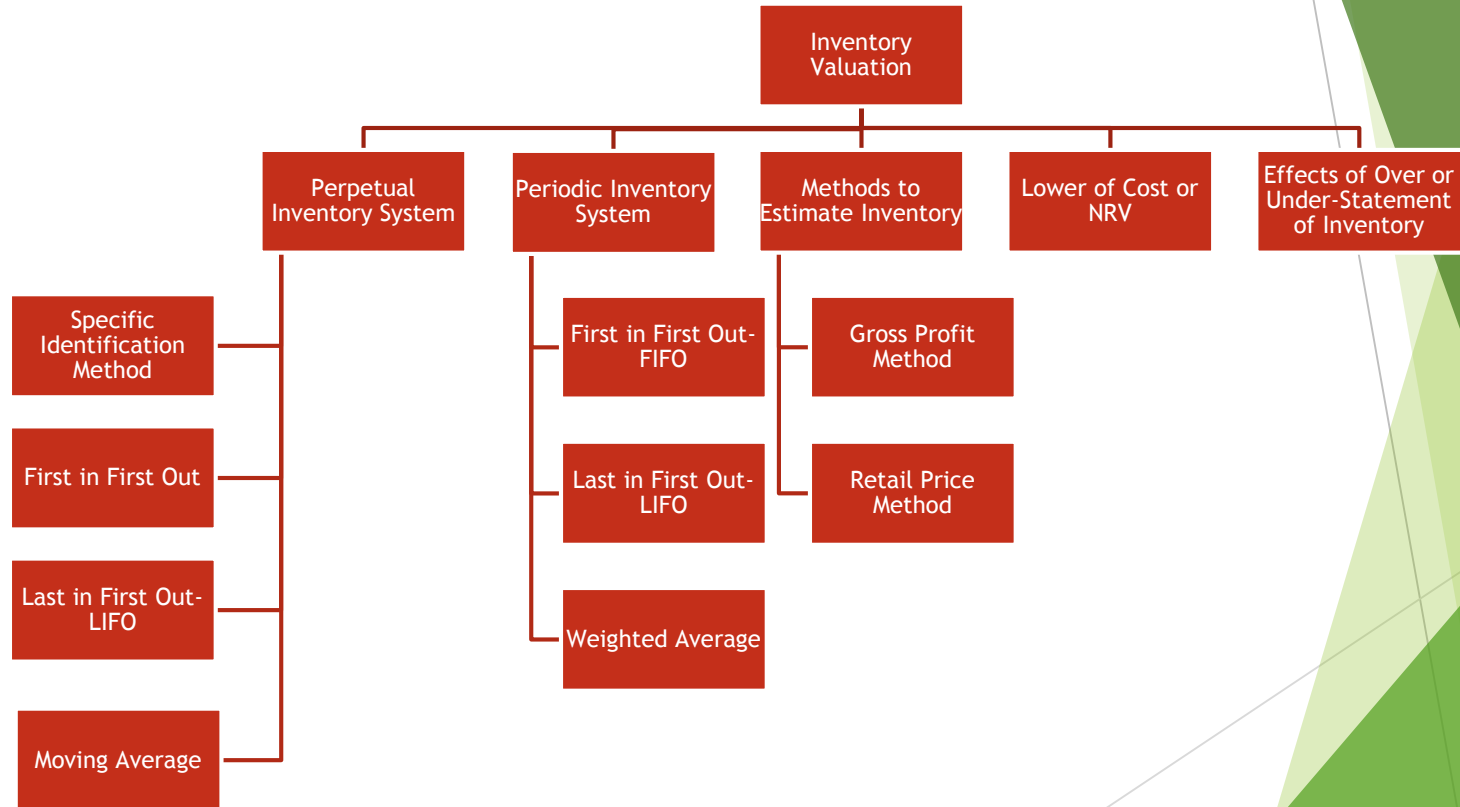 Inventory
Valuation
Perpetual
Inventory System
Periodic Inventory
System
Methods to
Estimate Inventory
Lower of Cost or
NRV
Effects of Over or
Under-Statement
of Inventory
Specific
Identification
Method
First in First Out
Last in First Out-
LIFO
Moving Average
First in First Out-
FIFO
Last in First Out-
LIFO
Weighted Average
Gross Profit
Method
Retail Price
Method